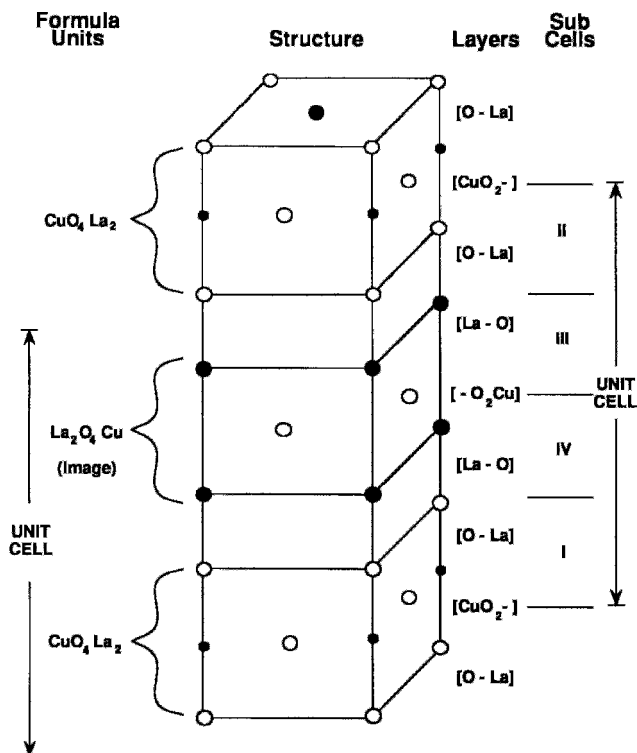 Formula
Units
Structure
Layers
Sub
Cells
[O - La]
[CuO₂- ]
CuO₄ La₂
II
[O - La]
[La - O]
III
UNIT
CELL
[ - O₂Cu]
La₂O₄ Cu
(Image)
IV
[La - O]
UNIT
CELL
[O - La]
I
[CuO₂- ]
CuO₄ La₂
[O - La]